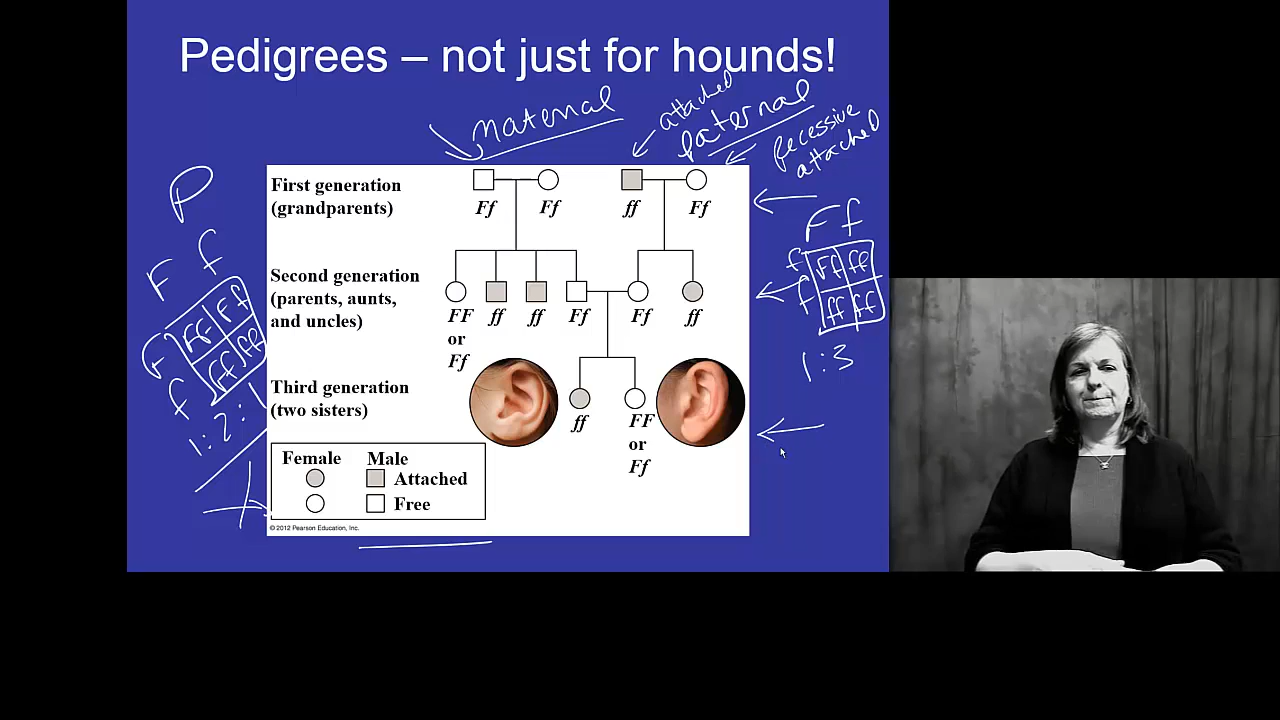 Pedigrees – not just for hounds!
Maternal
attached
paternal
recessive
attached
P
First generation
(grandparents)
Ff Ff ff Ff
Second generation
(parents, aunts,
and uncles)
FF
or
Ff
ff ff Ff Ff ff
Third generation
(two sisters)
ff
FF
or
Ff
Female Male
Attached
Free
© 2012 Pearson Education, Inc.
F f
F
f
FF Ff
Ff ff
1:2:1
F f
f
f
Ff ff
ff ff
1:3